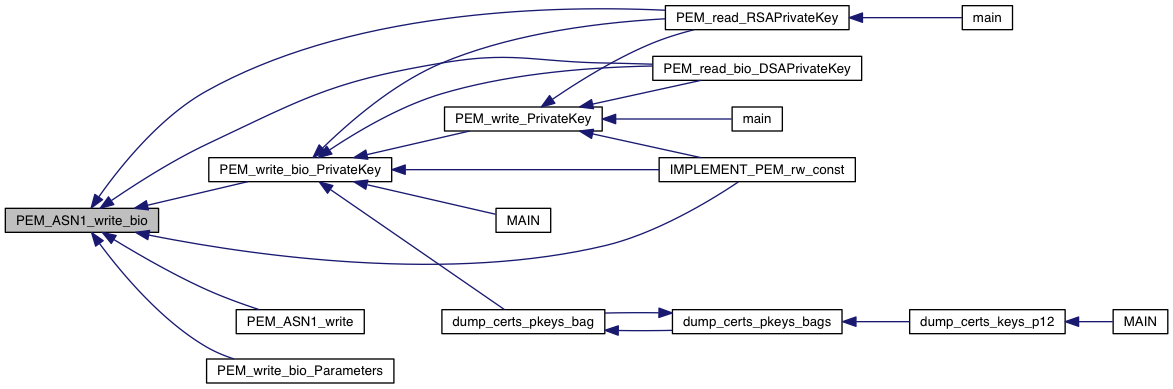 PEM_read_RSAPrivateKey
main
PEM_read_bio_DSAPrivateKey
PEM_write_PrivateKey
main
PEM_write_bio_PrivateKey
IMPLEMENT_PEM_rw_const
PEM_ASN1_write_bio
MAIN
PEM_ASN1_write
dump_certs_pkeys_bag
dump_certs_pkeys_bags
dump_certs_keys_p12
MAIN
PEM_write_bio_Parameters